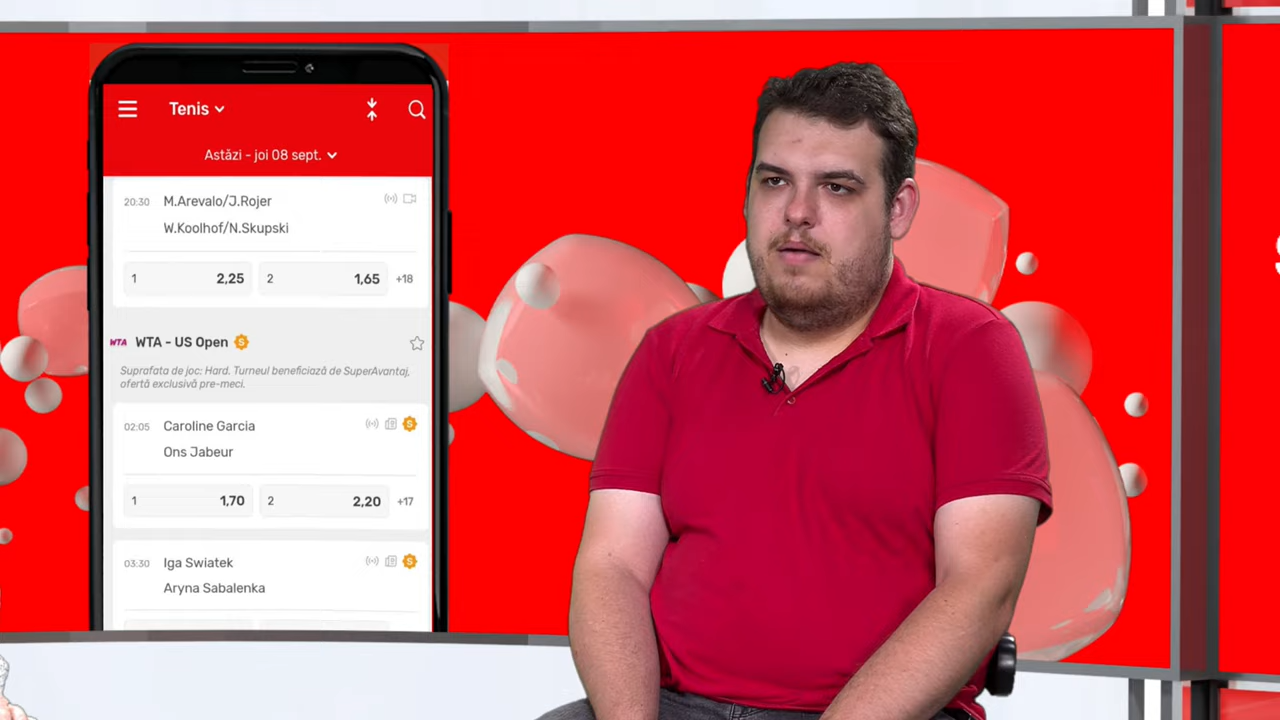 Tenis
Astăzi - joi 08 sept.
20:30 M.Arevalo/J.Rojer
W.Koolhof/N.Skupski
1 2,25 2 1,65 +18
WTA WTA - US Open S
Suprafata de joc: Hard. Turneul beneficiază de SuperAvantaj,
ofertă exclusivă pre-meci.
02:05 Caroline Garcia S
Ons Jabeur
1 1,70 2 2,20 +17
03:30 Iga Swiatek S
Aryna Sabalenka